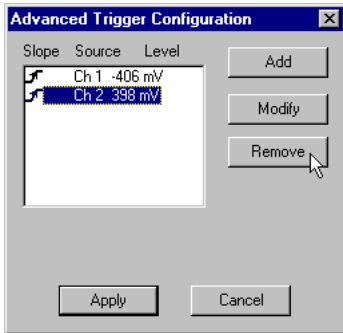 Advanced Trigger Configuration
Slope Source Level
Ch 1 -406 mV
Ch 2 398 mV
Add
Modify
Remove
Apply
Cancel